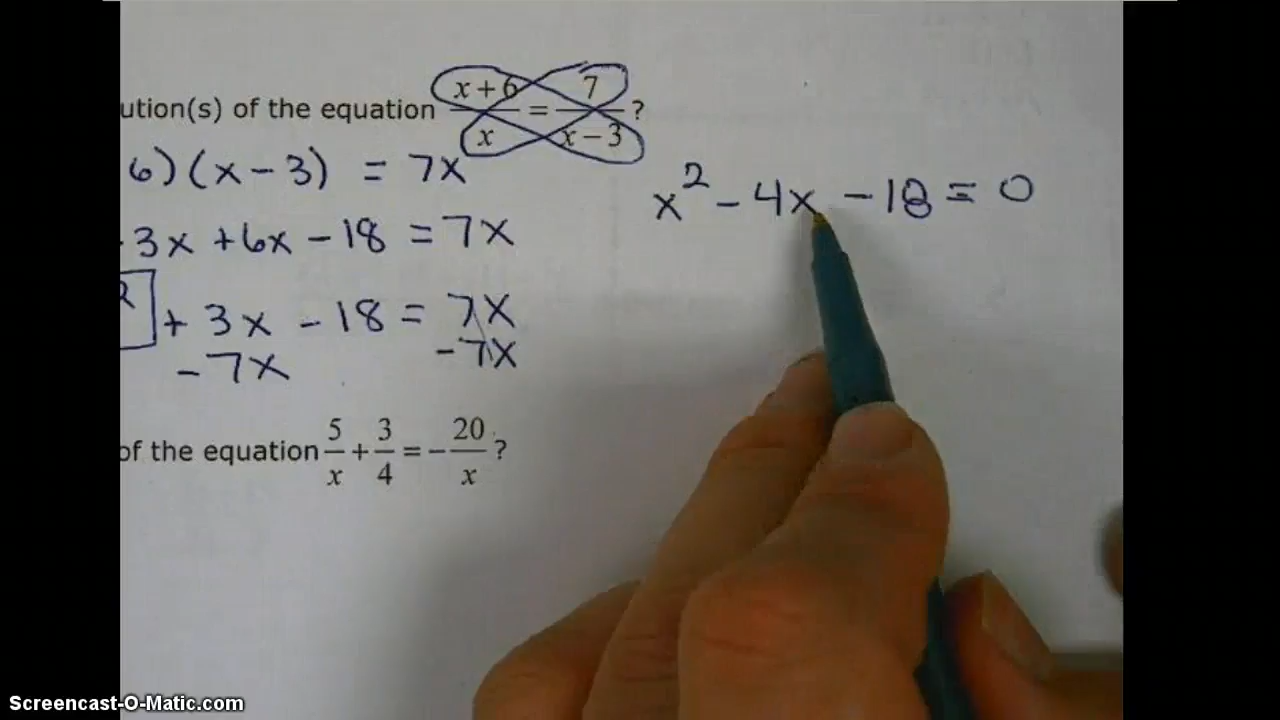 ution(s) of the equation x+6/x = 7/x−3 ?
6)(x−3) = 7x
3x +6x −18 = 7x
+ 3x −18 = 7x
−7x −7x
x² − 4x −18 = 0
of the equation 5/x + 3/4 = − 20/x ?
Screencast-O-Matic.com